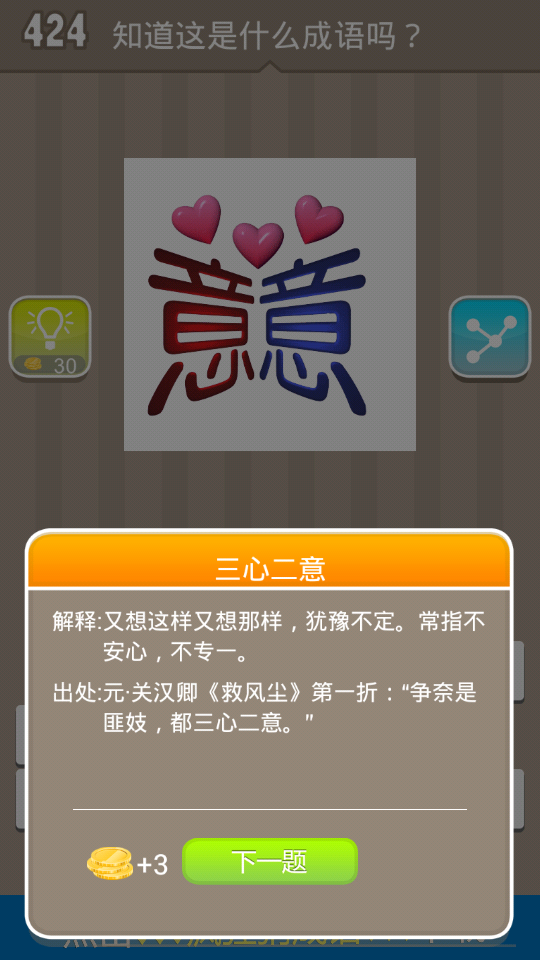 424 知道这是什么成语吗？
意意
30
三心二意
解释:又想这样又想那样，犹豫不定。常指不
安心，不专一。
出处:元·关汉卿《救风尘》第一折：“争奈是
匪妓，都三心二意。”
+3 下一题